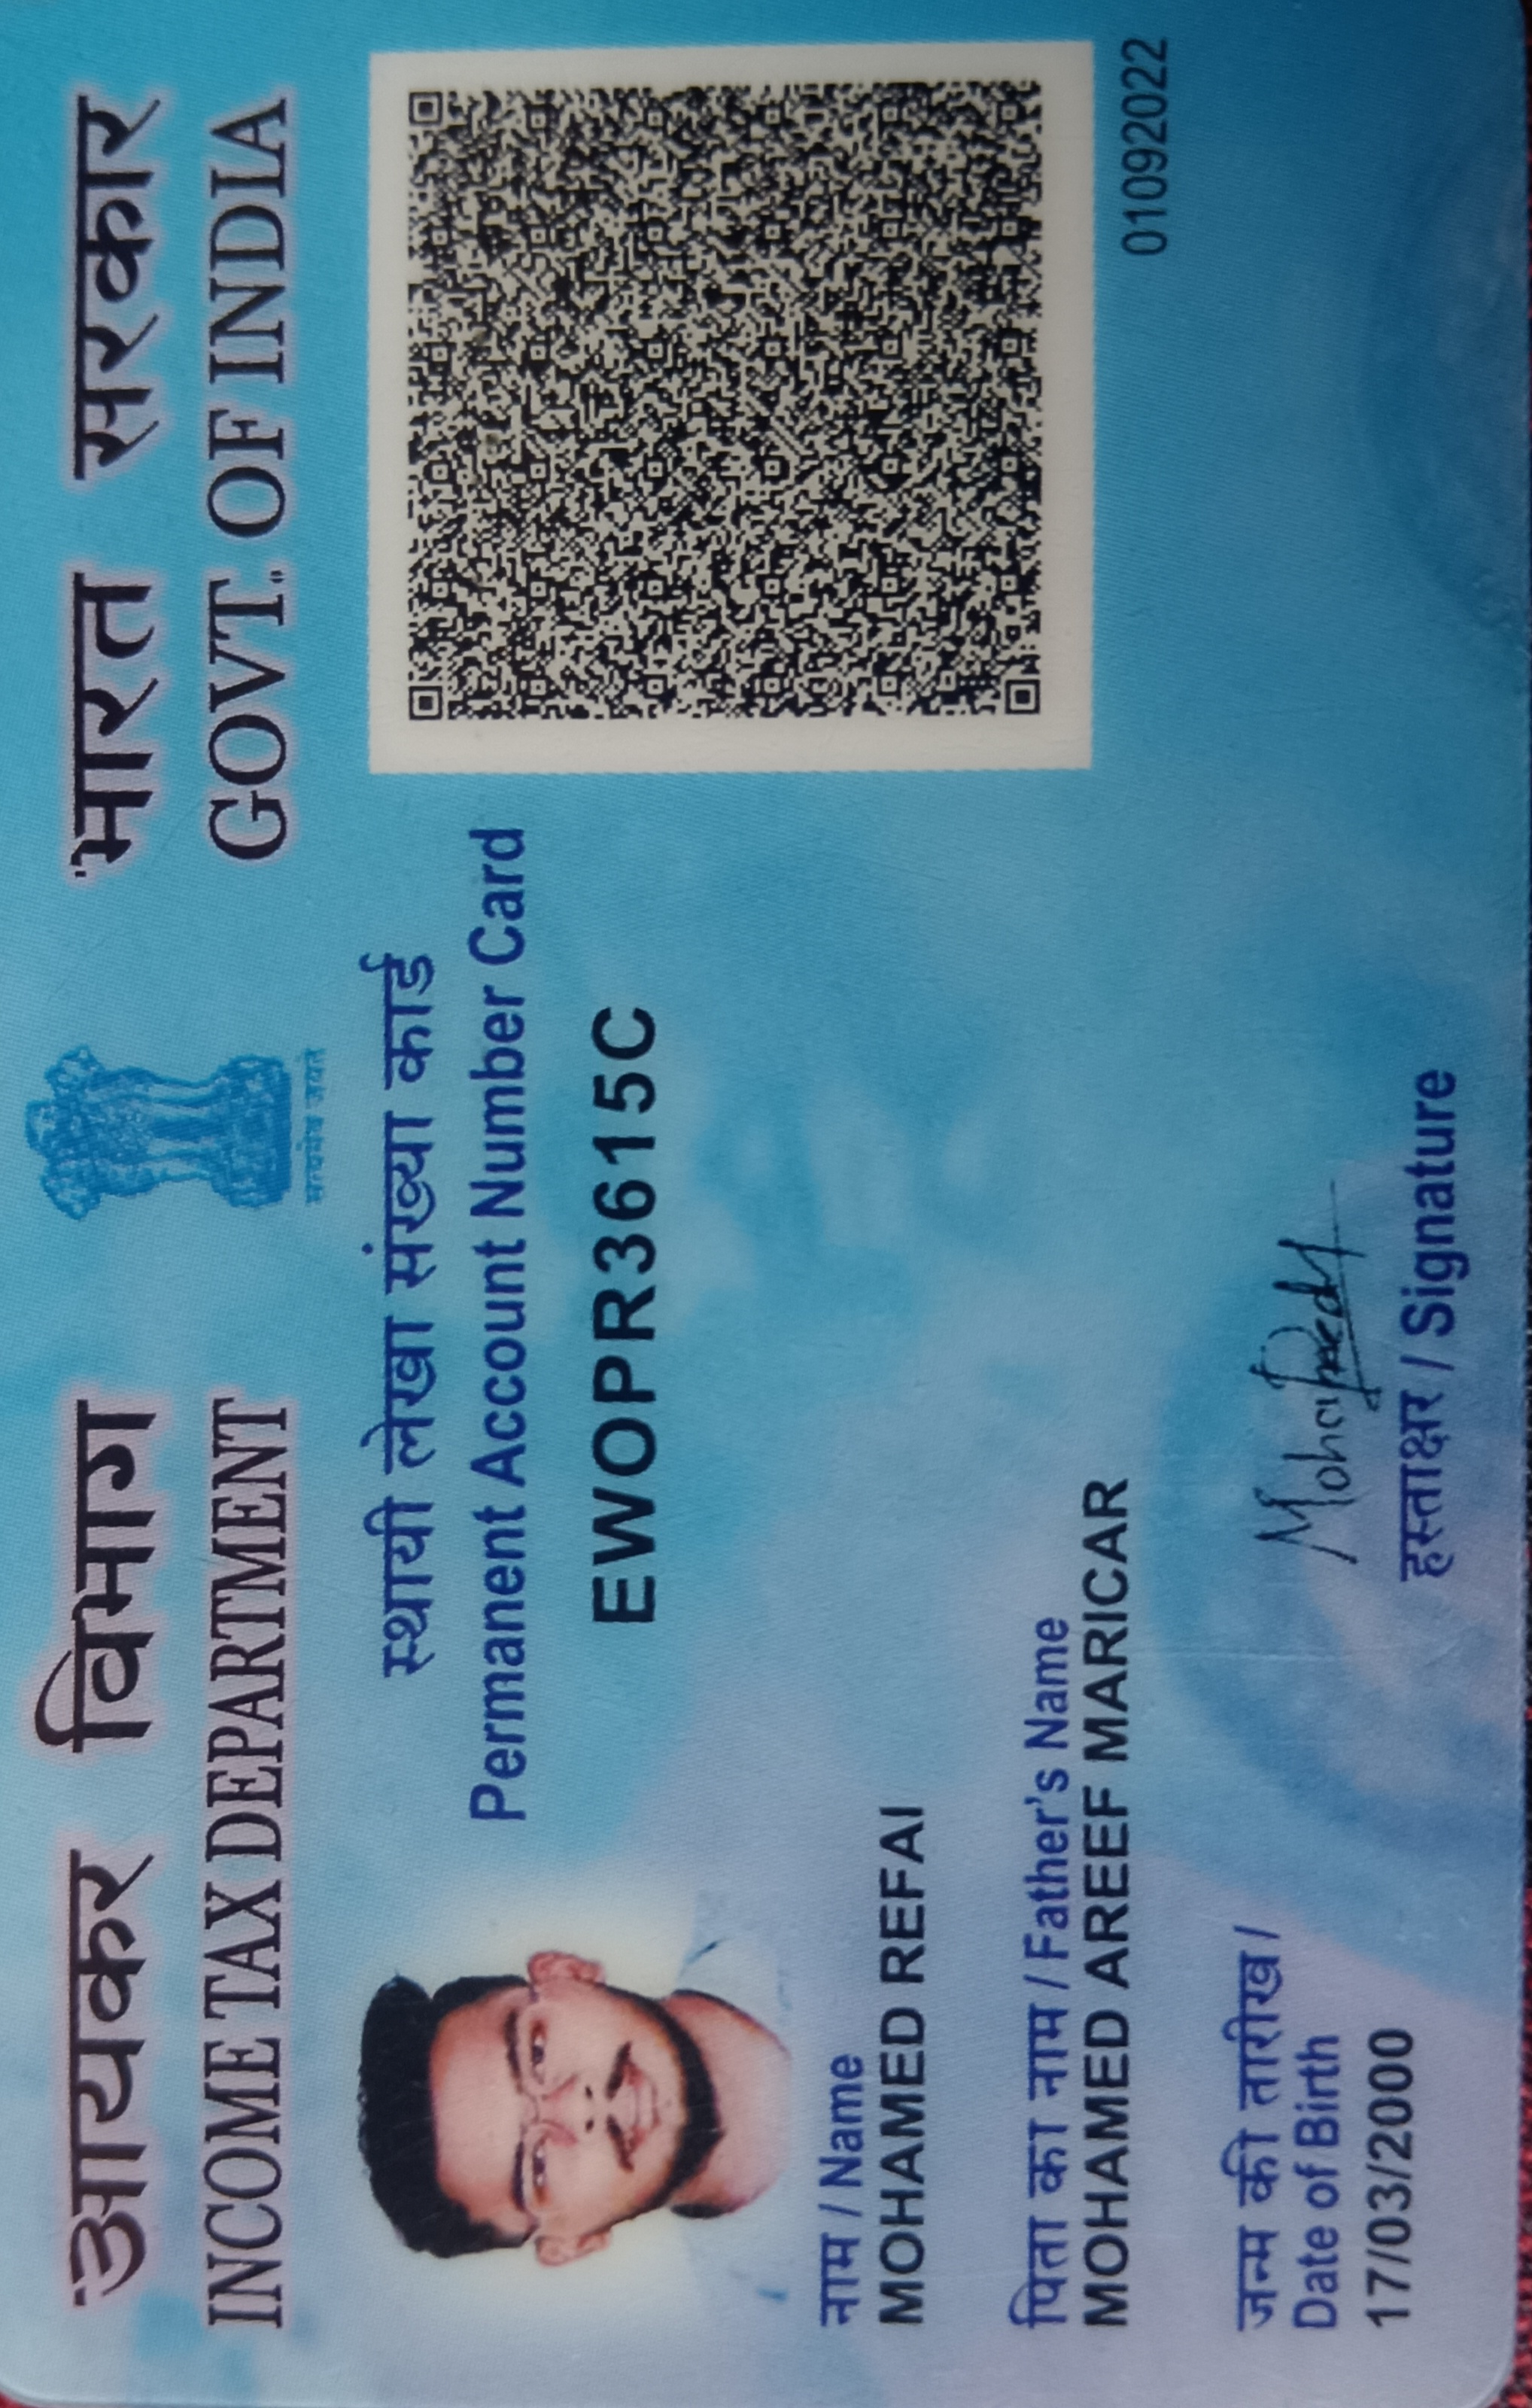 आयकर विभाग
INCOME TAX DEPARTMENT
सत्यमेव जयते
भारत सरकार
GOVT. OF INDIA
स्थायी लेखा संख्या कार्ड
Permanent Account Number Card
EWOPR3615C
नाम / Name
MOHAMED REFAI
पिता का नाम / Father's Name
MOHAMED AREEF MARICAR
जन्म की तारीख /
Date of Birth
17/03/2000
हस्ताक्षर / Signature
01092022